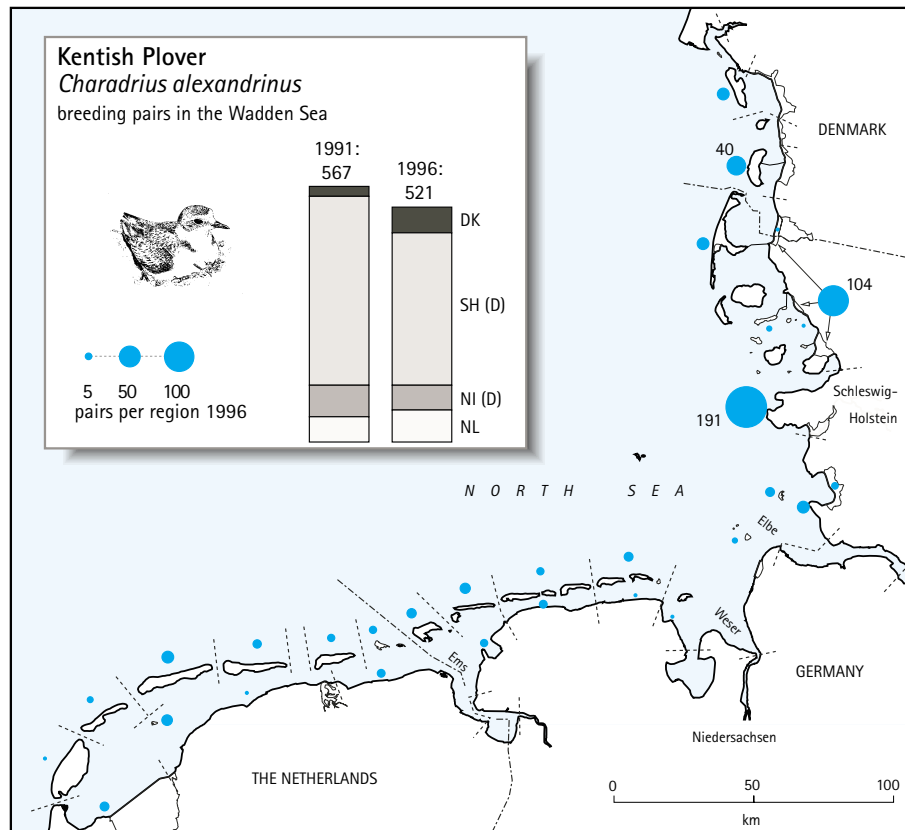 Kentish Plover
Charadrius alexandrinus
breeding pairs in the Wadden Sea
1991:
567
1996:
521
DK
SH (D)
NI (D)
NL
5 50 100
pairs per region 1996
DENMARK
40
104
Schleswig-
Holstein
191
NORTH SEA
Elbe
Weser
Ems
GERMANY
Niedersachsen
THE NETHERLANDS
0 50 100
km